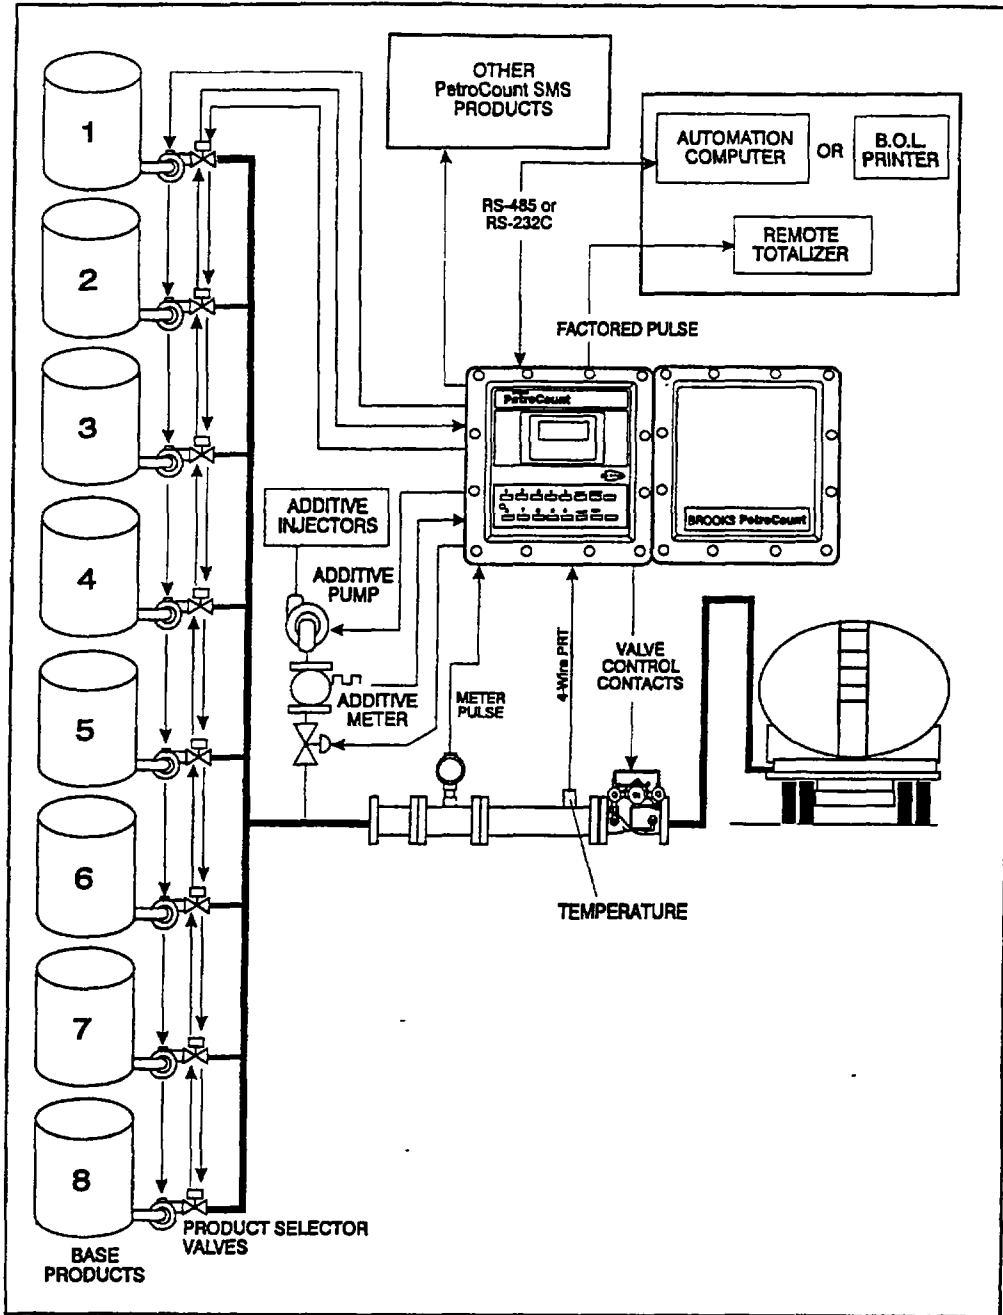 OTHER
PetroCount SMS
PRODUCTS
AUTOMATION
COMPUTER
OR
B.O.L.
PRINTER
RS-485 or
RS-232C
REMOTE
TOTALIZER
FACTORED PULSE
PetroCount
BROOKS PetroCount
1
2
3
4
5
6
7
8
ADDITIVE
INJECTORS
ADDITIVE
PUMP
ADDITIVE
METER
METER
PULSE
4-Wire PRT
VALVE
CONTROL
CONTACTS
TEMPERATURE
PRODUCT SELECTOR
VALVES
BASE
PRODUCTS